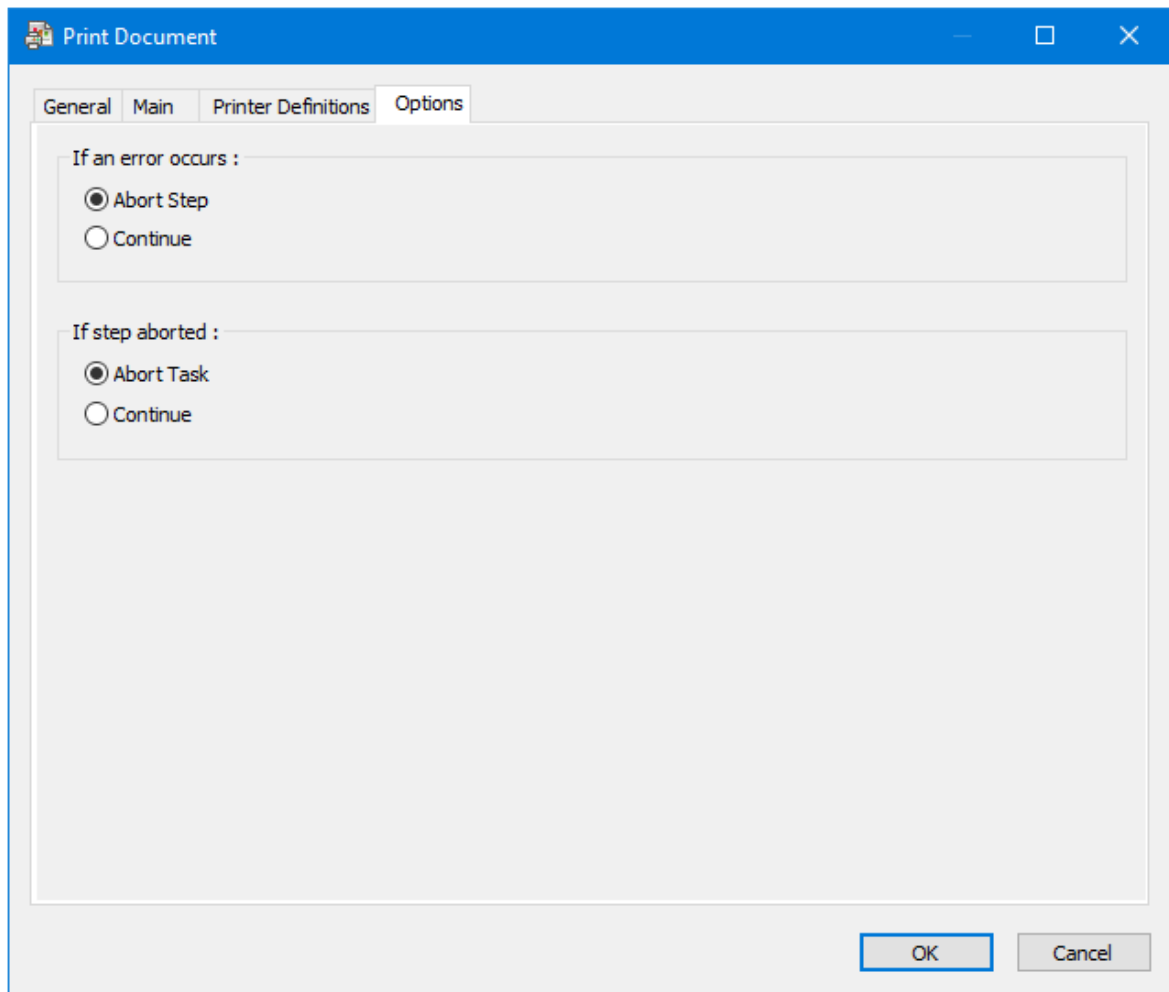 Print Document
General Main Printer Definitions Options
If an error occurs :
Abort Step
Continue
If step aborted :
Abort Task
Continue
OK Cancel